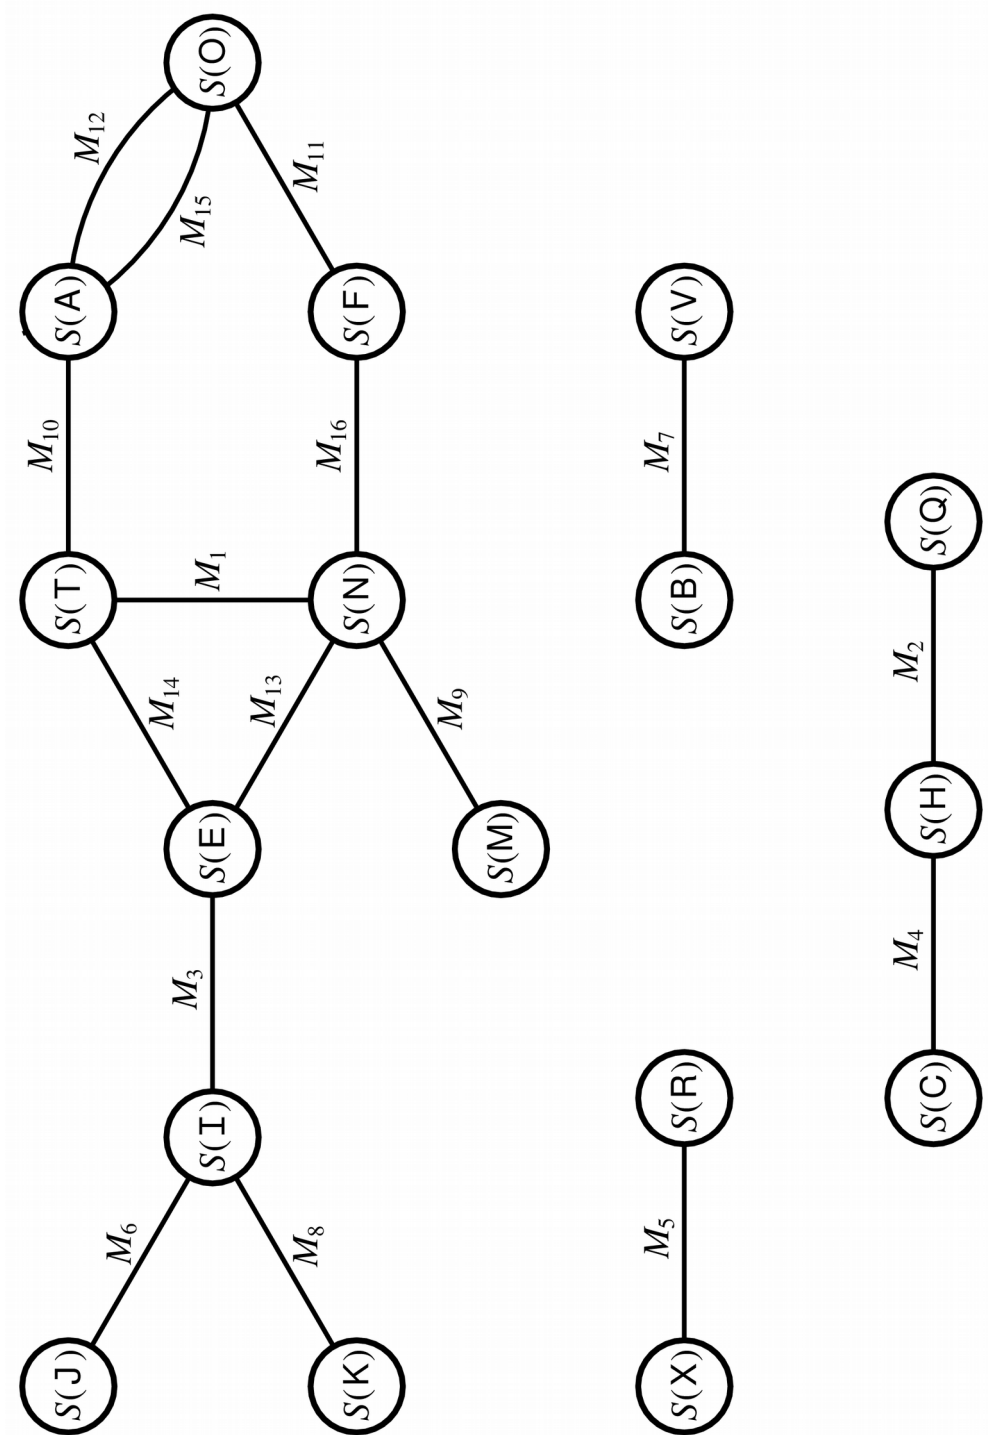 S(O)
M12
M15
M11
S(A)
S(F)
S(V)
M10
M16
M7
S(Q)
M1
S(T)
S(N)
S(B)
M2
M14
M13
M9
S(E)
S(M)
S(H)
M3
M4
S(I)
S(R)
S(C)
M6
M8
M5
S(J)
S(K)
S(X)